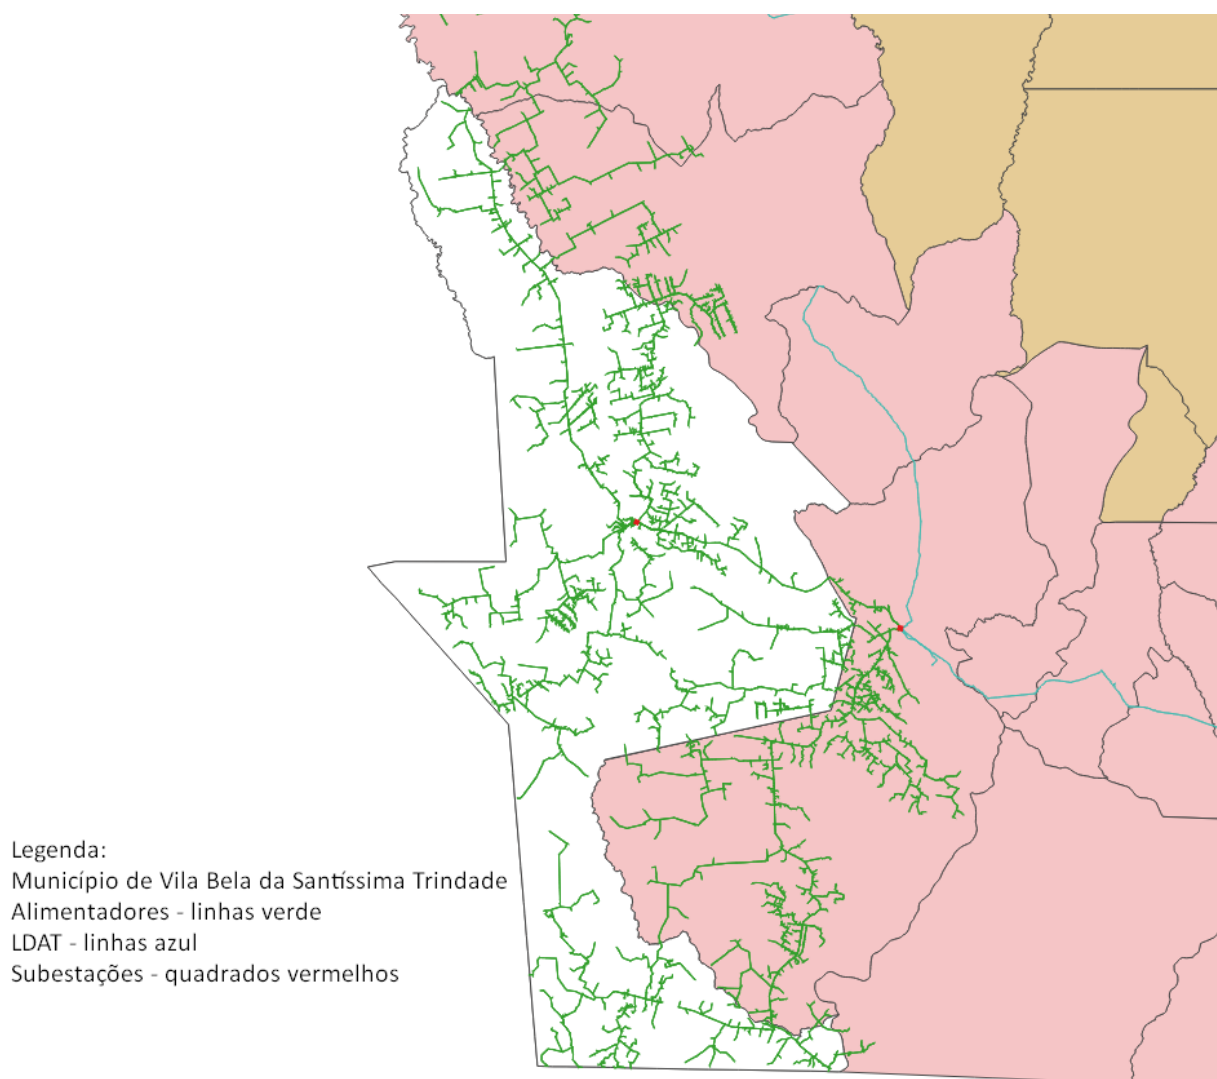 Legenda:
Município de Vila Bela da Santíssima Trindade
Alimentadores - linhas verde
LDAT - linhas azul
Subestações - quadrados vermelhos